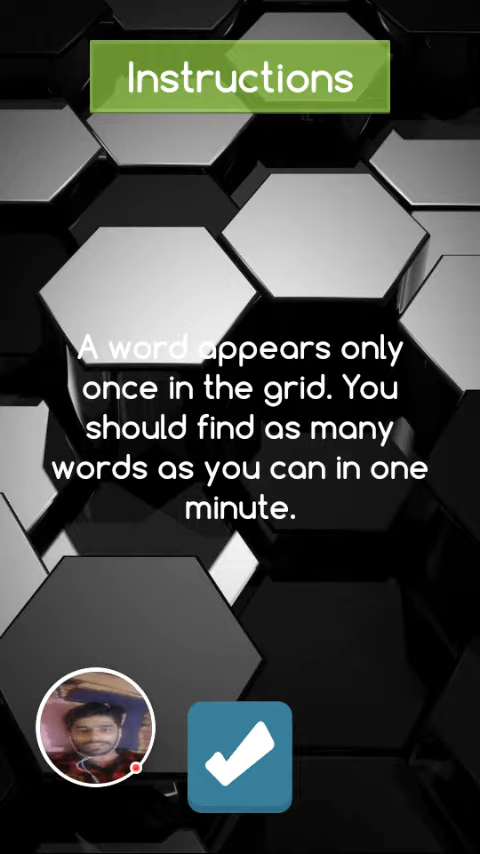 Instructions
A word appears only
once in the grid. You
should find as many
words as you can in one
minute.